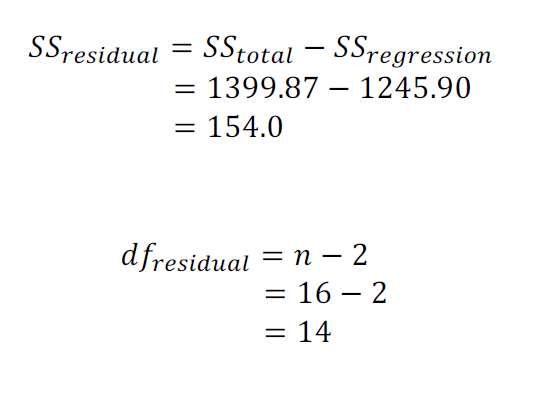 SS_residual = SS_total − SS_regression
= 1399.87 − 1245.90
= 154.0
df_residual = n − 2
= 16 − 2
= 14